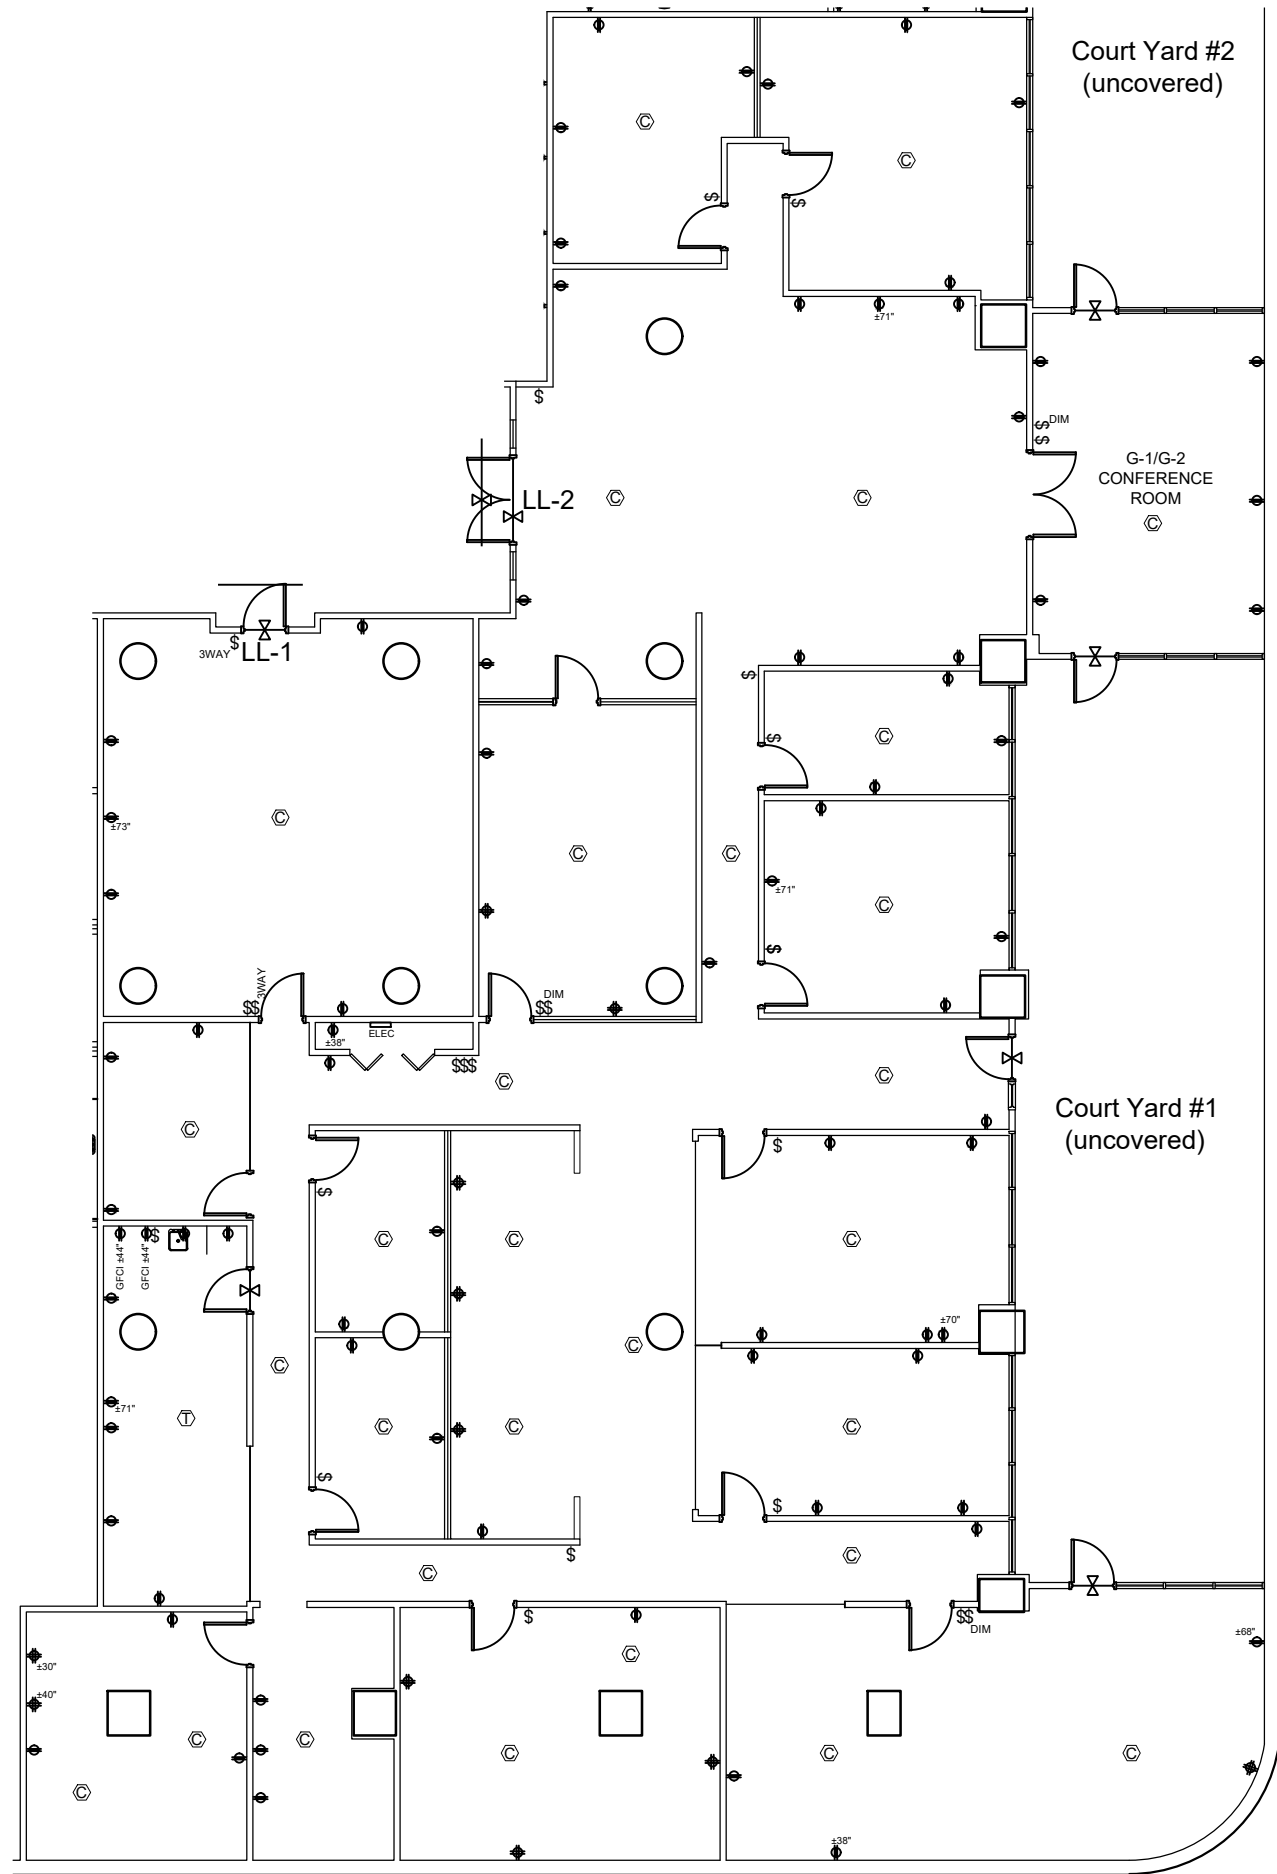 Court Yard #2
(uncovered)
C
C
$
$
±71"
$
$ DIM
$
G-1/G-2
CONFERENCE
ROOM
C
C
C
LL-2
3WAY $ LL-1
$
$
C
C
±73"
C
C
C
±71"
$
$$ 3WAY
$$ DIM
ELEC
±38"
$$$
C
C
Court Yard #1
(uncovered)
C
$
$
GFCI ±44"
GFCI ±44"
$
C
C
C
±70"
C
C
±71"
T
C
C
C
$
$
$
C
C
$
$$
DIM
±68"
±30"
±40"
C
C
C
C
C
C
C
±38"